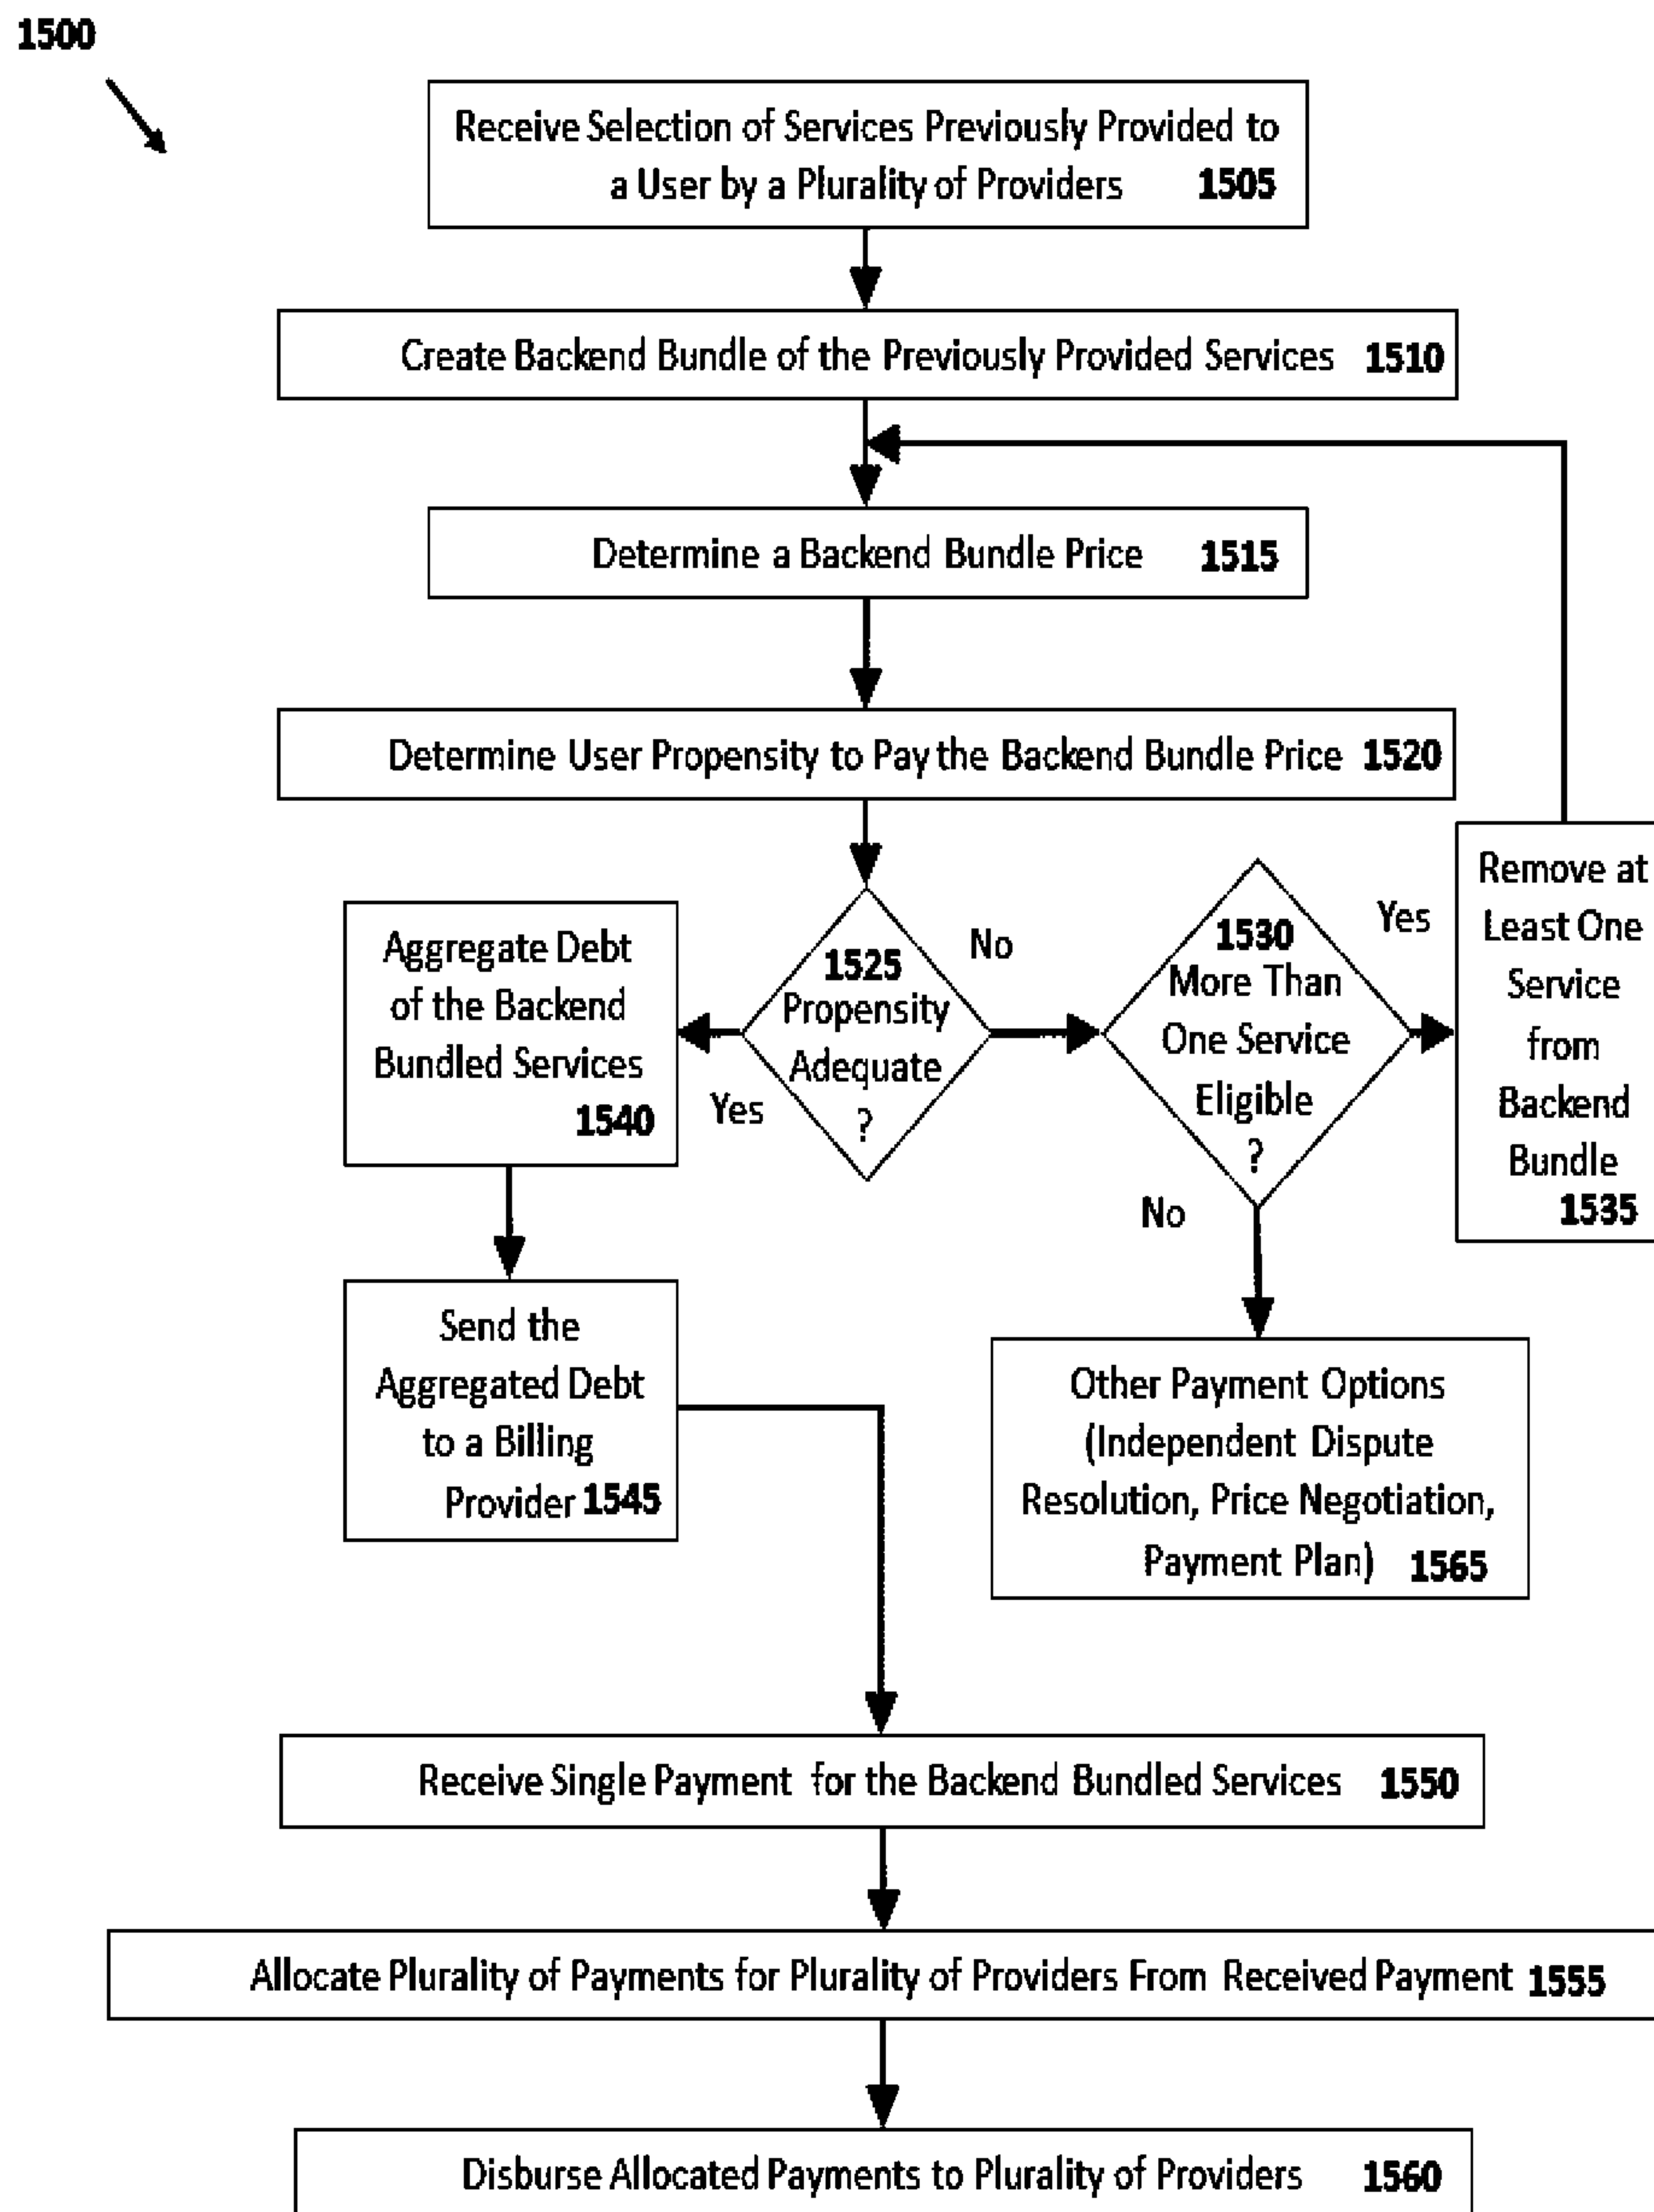 1500
Receive Selection of Services Previously Provided to
a User by a Plurality of Providers 1505
Create Backend Bundle of the Previously Provided Services 1510
Determine a Backend Bundle Price 1515
Determine User Propensity to Pay the Backend Bundle Price 1520
1525
Propensity
Adequate
?
No
Yes
Aggregate Debt
of the Backend
Bundled Services
1540
1530
More Than
One Service
Eligible
?
Yes
No
Remove at
Least One
Service
from
Backend
Bundle
1535
Send the
Aggregated Debt
to a Billing
Provider 1545
Other Payment Options
(Independent Dispute
Resolution, Price Negotiation,
Payment Plan) 1565
Receive Single Payment for the Backend Bundled Services 1550
Allocate Plurality of Payments for Plurality of Providers From Received Payment 1555
Disburse Allocated Payments to Plurality of Providers 1560